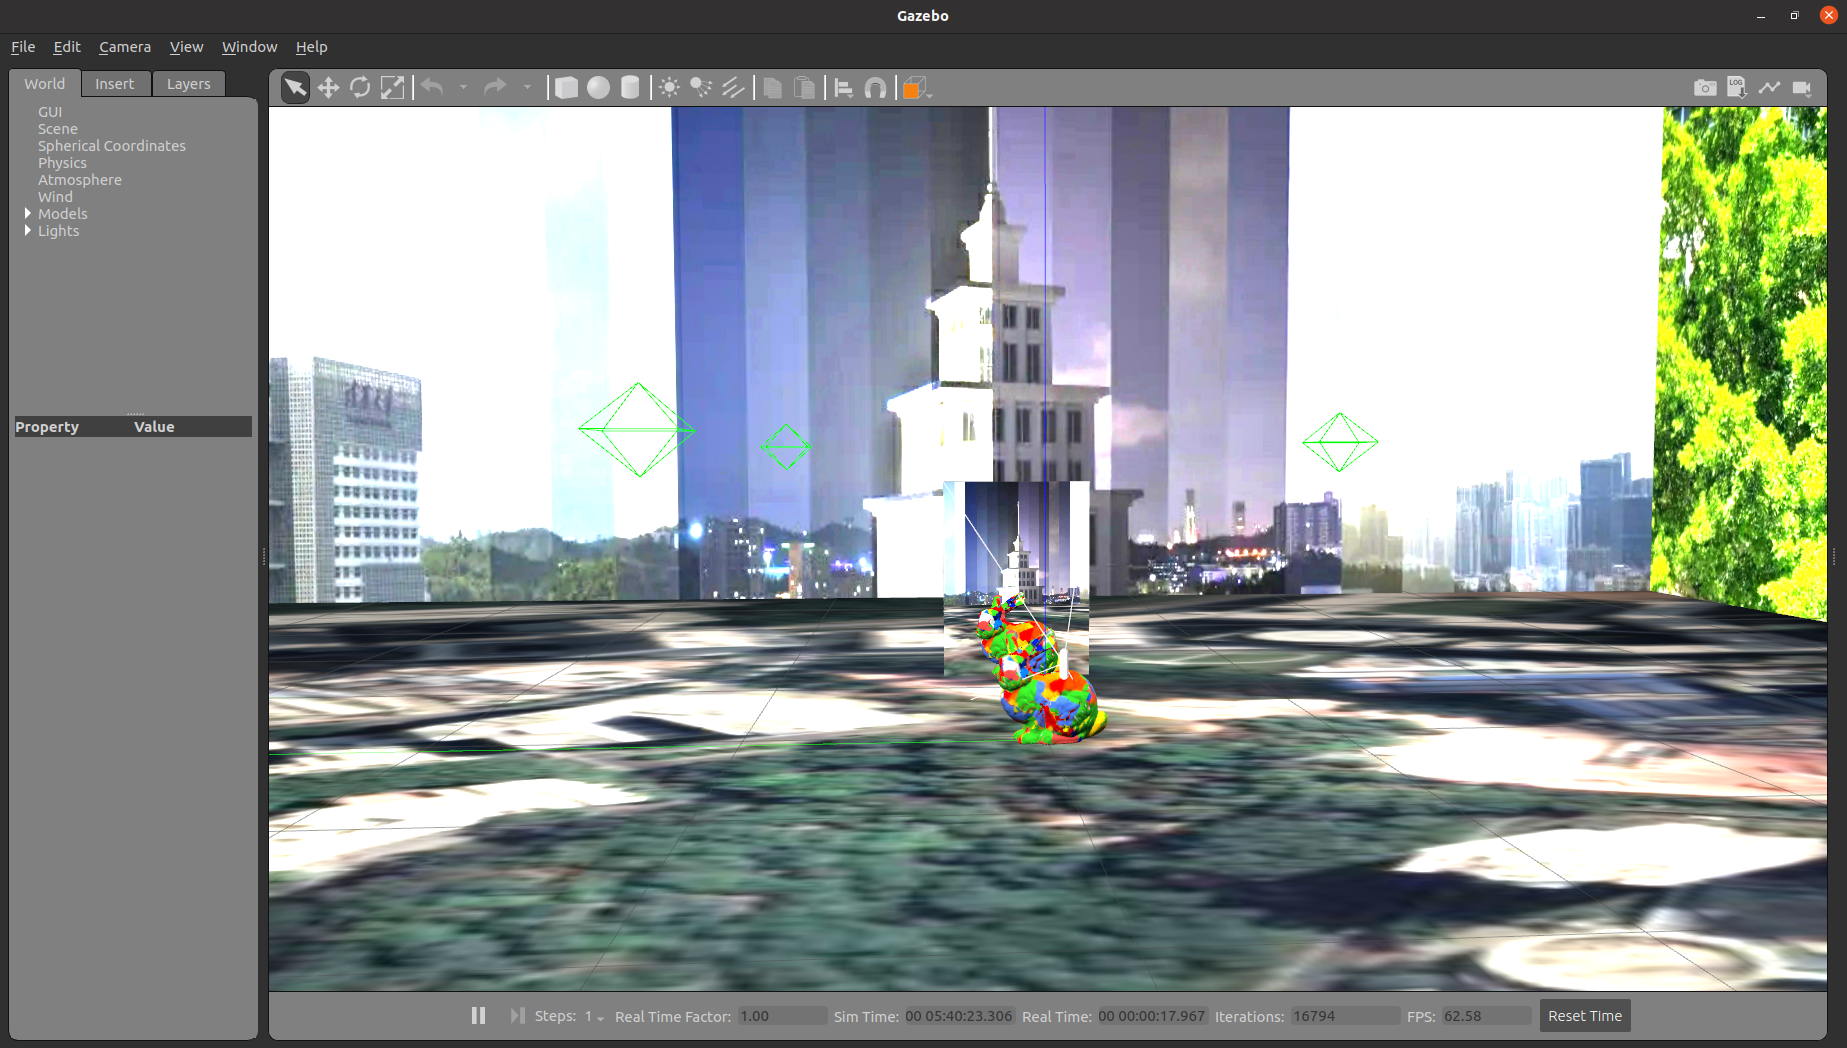 Gazebo
File Edit Camera View Window Help
World Insert Layers
LOG
GUI
Scene
Spherical Coordinates
Physics
Atmosphere
Wind
Models
Lights
Property Value
Steps: 1 Real Time Factor: 1.00 Sim Time: 00 05:40:23.306 Real Time: 00 00:00:17.967 Iterations: 16794 FPS: 62.58 Reset Time